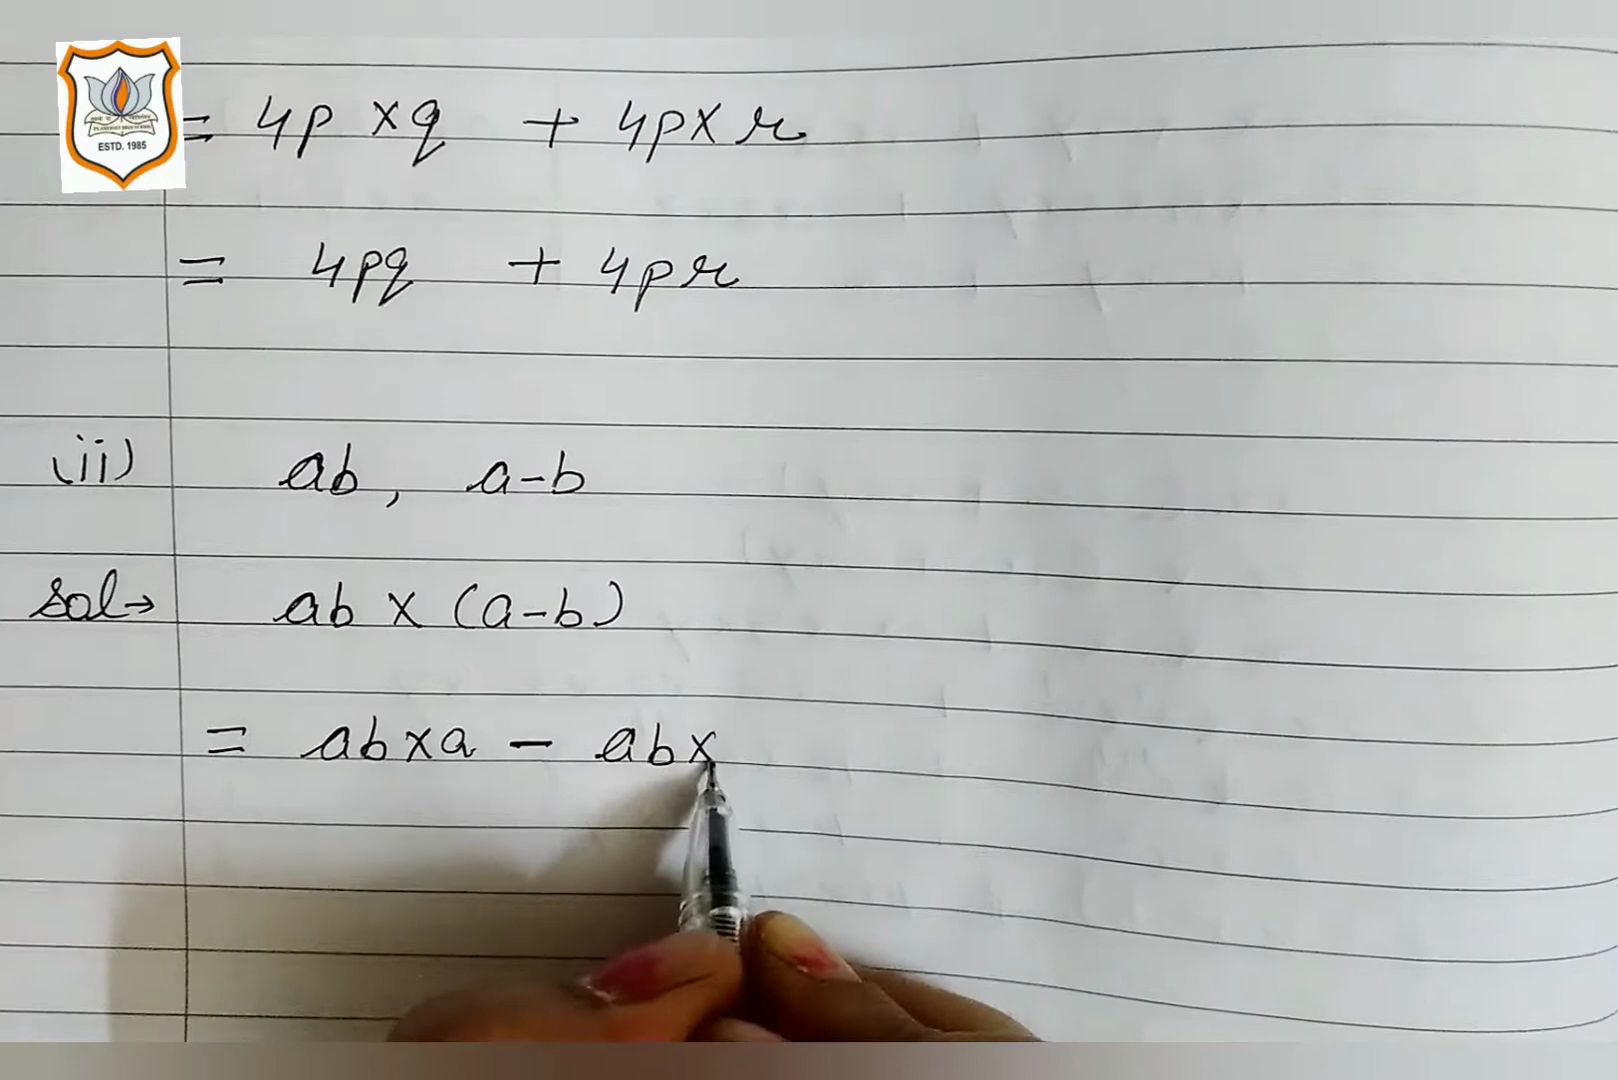 = 4p × q + 4p × r
= 4pq + 4pr
(ii) ab, a-b
Sol→ ab × (a-b)
= ab×a - ab×
ESTD. 1985